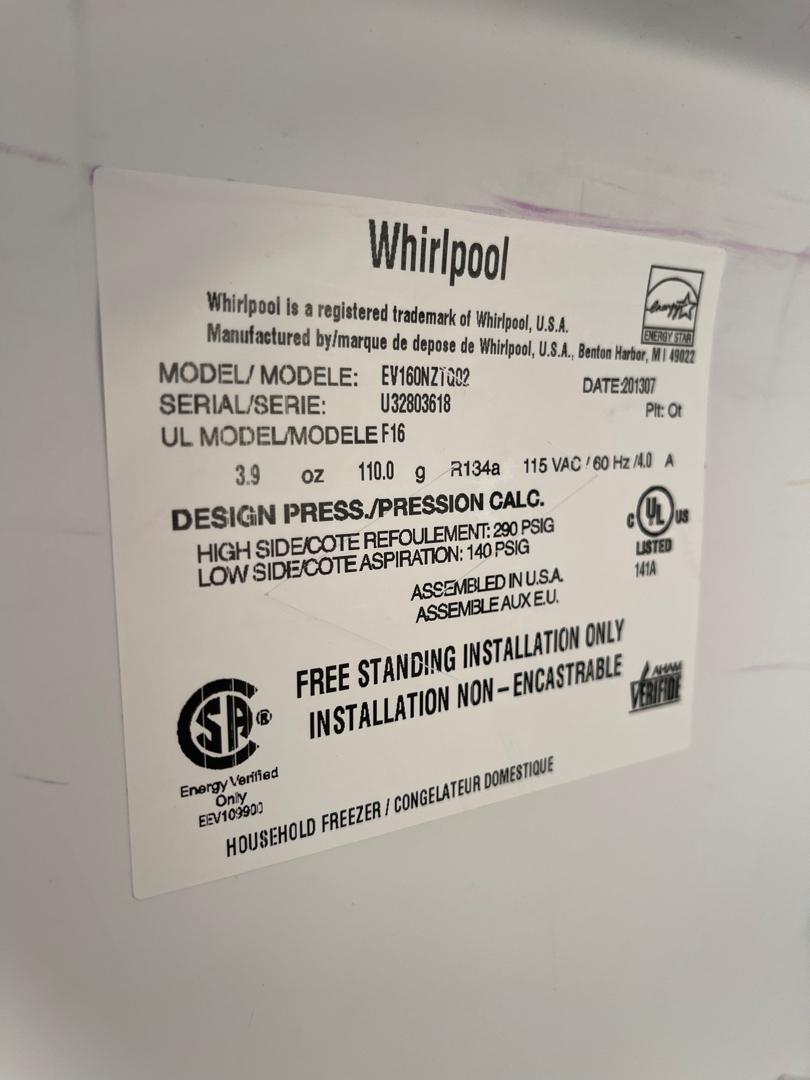 Whirlpool
Whirlpool is a registered trademark of Whirlpool, U.S.A.
Manufactured by/marque de depose de Whirlpool, U.S.A., Benton Harbor, MI 49022
ENERGY STAR
MODEL/ MODELE: EV160NZTQ02
DATE:201307
SERIAL/SERIE: U32803618
Plt: Ot
UL MODEL/MODELE F16
3.9 oz 110.0 g R134a 115 VAC / 60 Hz /4.0 A
DESIGN PRESS./PRESSION CALC.
HIGH SIDE/COTE REFOULEMENT: 290 PSIG
LOW SIDE/COTE ASPIRATION: 140 PSIG
C UL US
LISTED
141A
ASSEMBLED IN U.S.A.
ASSEMBLE AUX E.U.
FREE STANDING INSTALLATION ONLY
INSTALLATION NON – ENCASTRABLE
AHAM
VERIFIDE
SA ®
Energy Verified
Only
EEV109900
HOUSEHOLD FREEZER / CONGELATEUR DOMESTIQUE